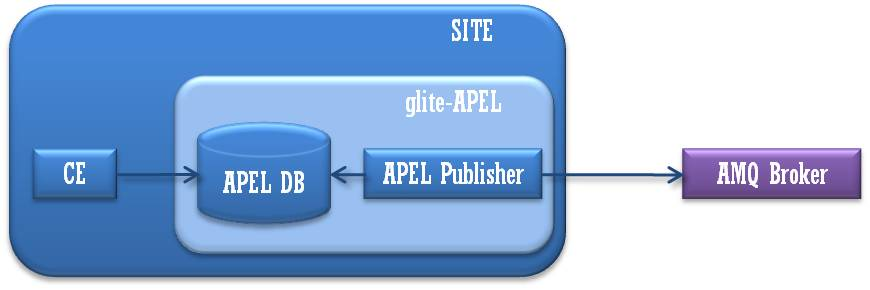 SITE
glite-APEL
CE
APEL DB
APEL Publisher
AMQ Broker